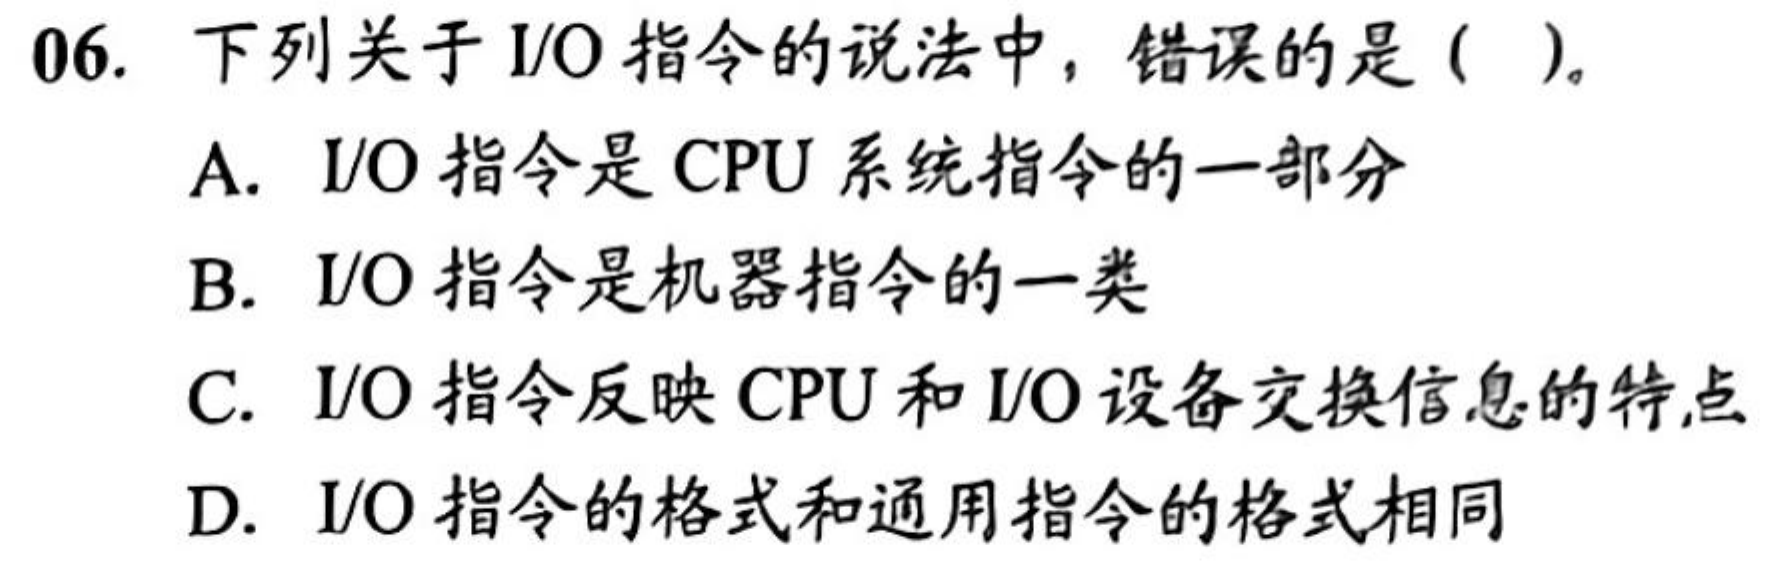 06. 下列关于 I/O 指令的说法中，错误的是（ ）。
A. I/O 指令是 CPU 系统指令的一部分
B. I/O 指令是机器指令的一类
C. I/O 指令反映 CPU 和 I/O 设备交换信息的特点
D. I/O 指令的格式和通用指令的格式相同